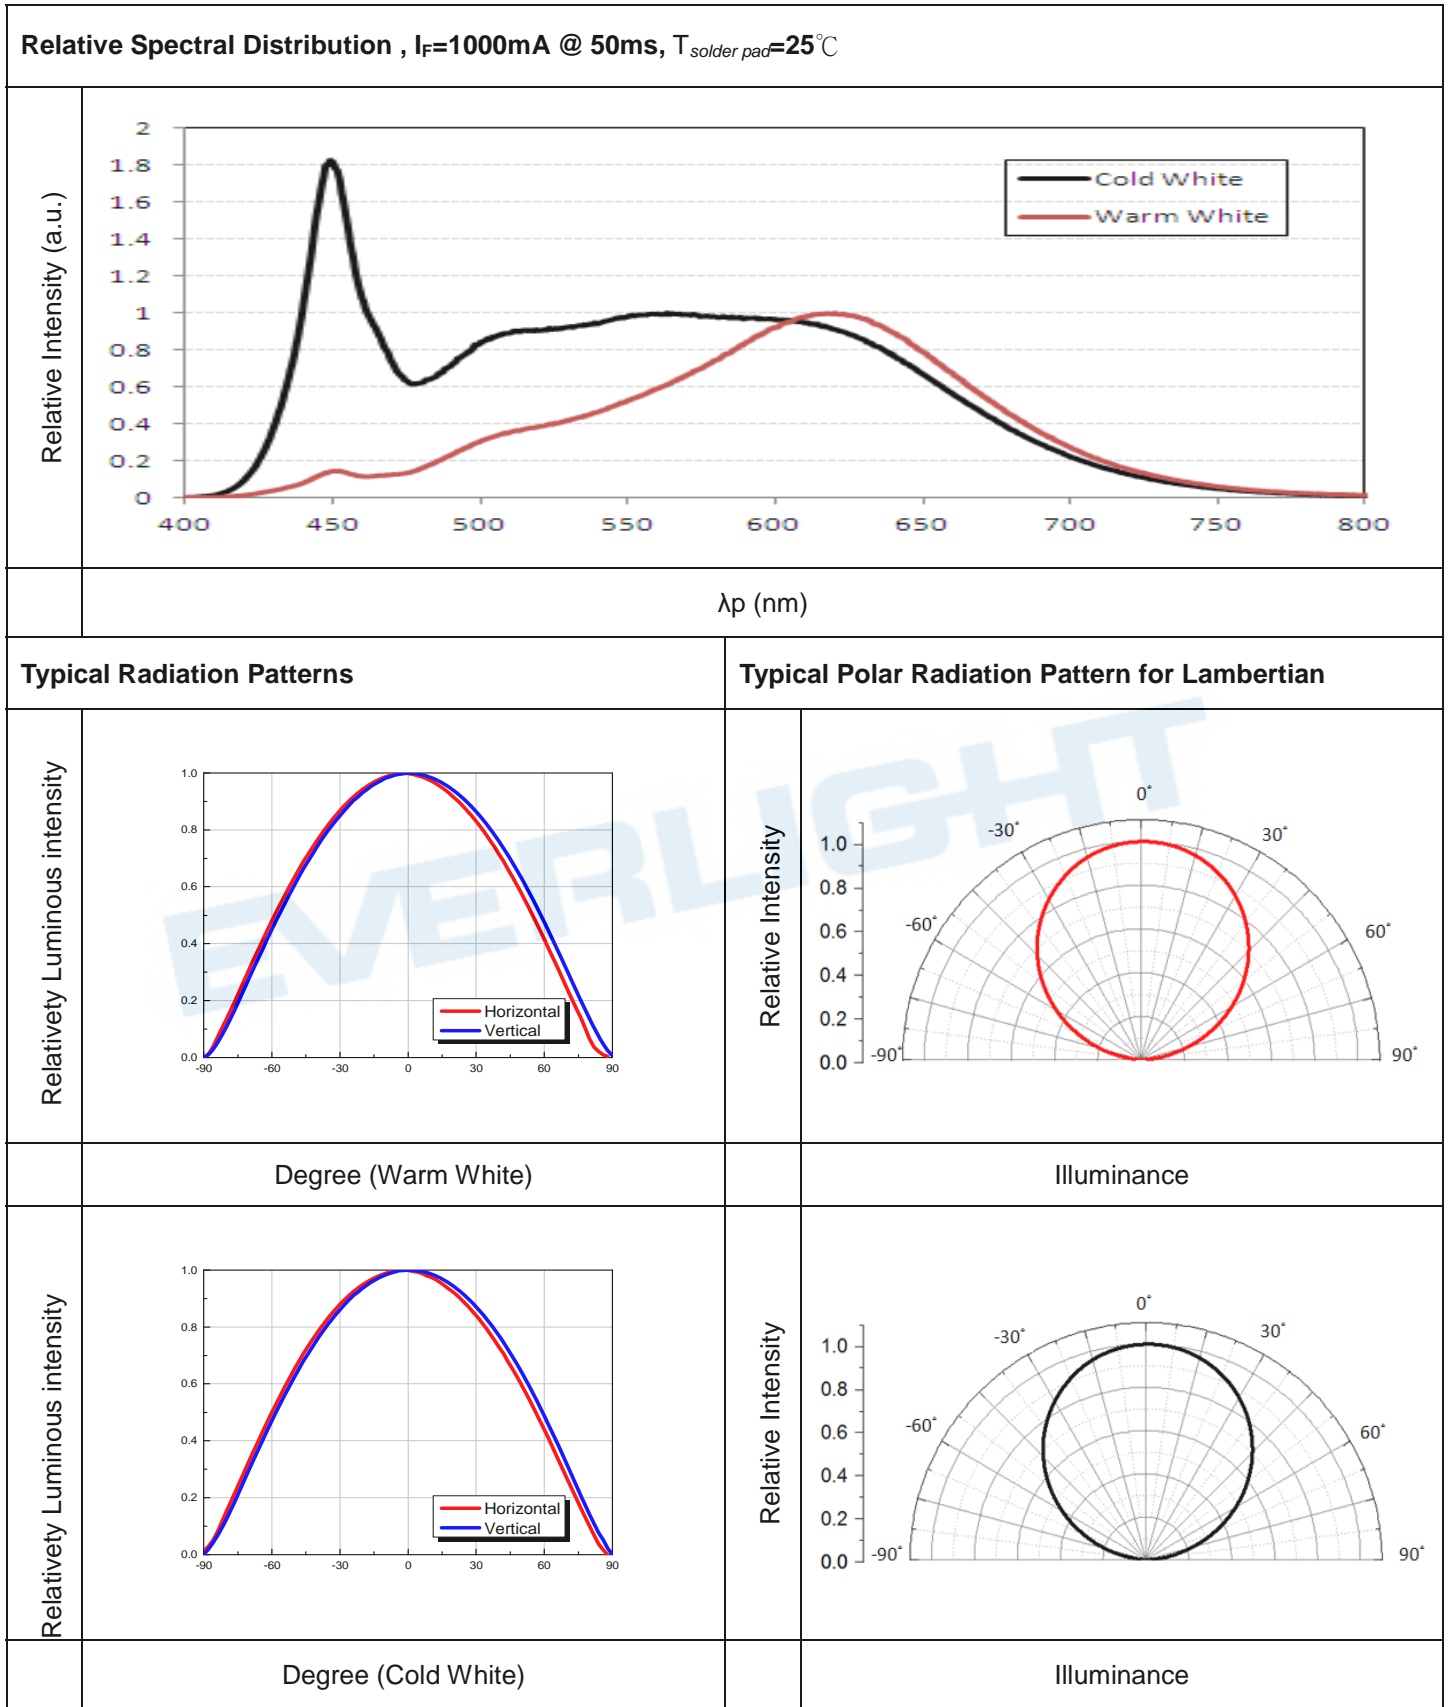 Relative Spectral Distribution , IF=1000mA @ 50ms, T solder pad=25℃
Relative Intensity (a.u.)
2
1.8
1.6
1.4
1.2
1
0.8
0.6
0.4
0.2
0
Cold White
Warm White
400 450 500 550 600 650 700 750 800
λp (nm)
Typical Radiation Patterns
Typical Polar Radiation Pattern for Lambertian
EVERLIGHT
Relativety Luminous intensity
1.0
0.8
0.6
0.4
0.2
0.0
Horizontal
Vertical
-90 -60 -30 0 30 60 90
Relative Intensity
1.0
0.8
0.6
0.4
0.2
0.0
-90° -60° -30° 0° 30° 60° 90°
Degree (Warm White)
Illuminance
Relativety Luminous intensity
1.0
0.8
0.6
0.4
0.2
0.0
Horizontal
Vertical
-90 -60 -30 0 30 60 90
Relative Intensity
1.0
0.8
0.6
0.4
0.2
0.0
-90° -60° -30° 0° 30° 60° 90°
Degree (Cold White)
Illuminance